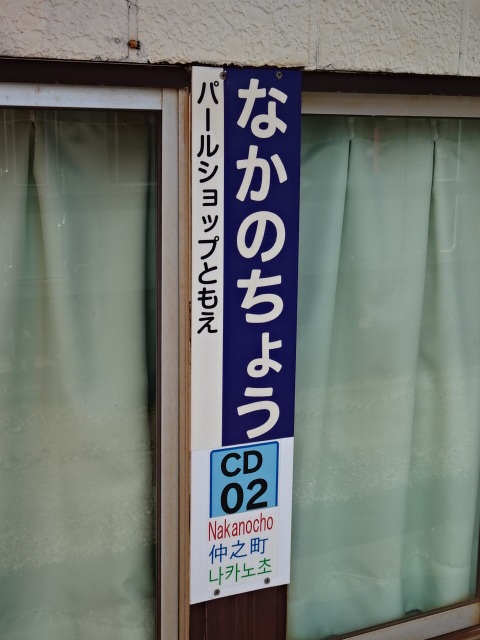 なかのちょう
パールショップともえ
CD
02
Nakanocho
仲之町
나카노초